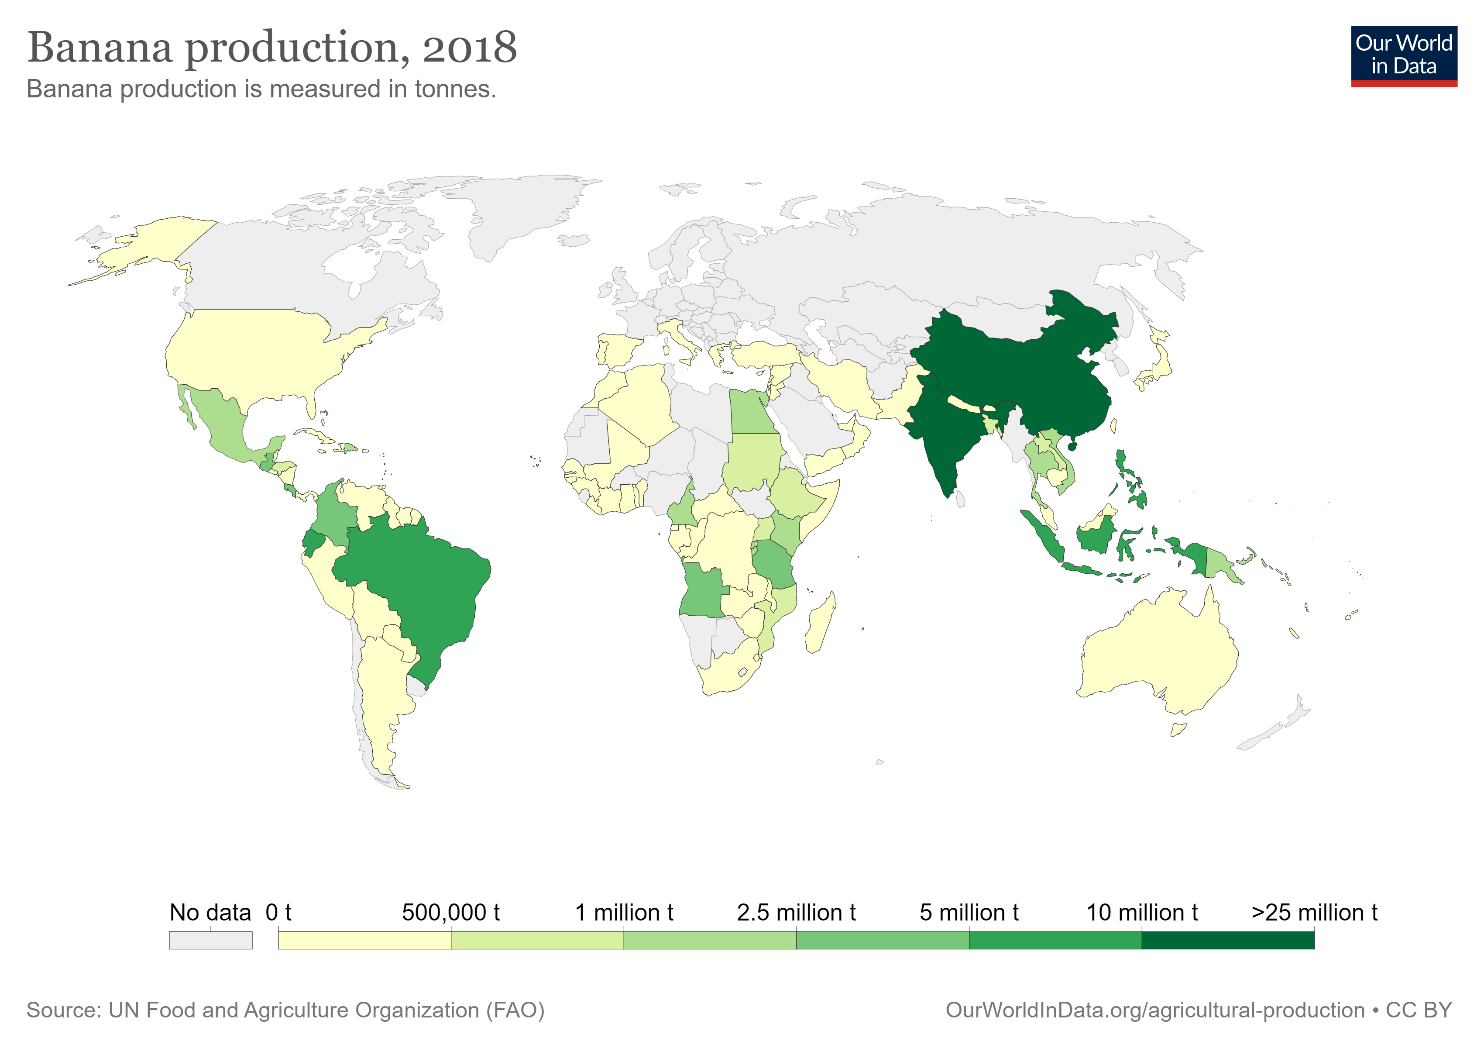 Banana production, 2018
Banana production is measured in tonnes.
Our World
in Data
No data 0 t 500,000 t 1 million t 2.5 million t 5 million t 10 million t >25 million t
Source: UN Food and Agriculture Organization (FAO)
OurWorldInData.org/agricultural-production • CC BY